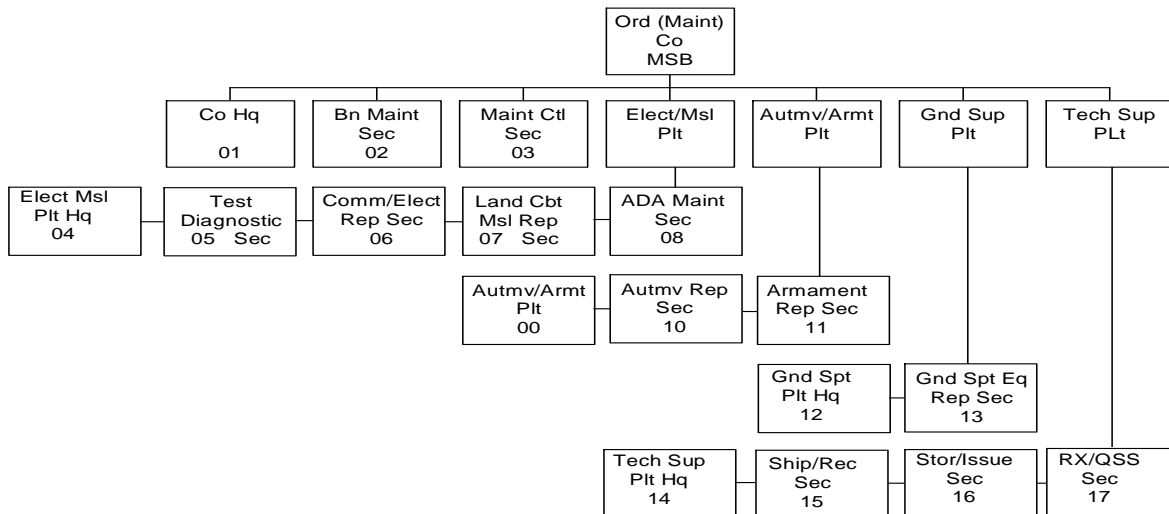 Ord (Maint)
Co
MSB
Co Hq
01
Bn Maint
Sec
02
Maint Ctl
Sec
03
Elect/Msl
Plt
Autmv/Armt
Plt
Gnd Sup
Plt
Tech Sup
PLt
Elect Msl
Plt Hq
04
Test
Diagnostic
05 Sec
Comm/Elect
Rep Sec
06
Land Cbt
Msl Rep
07 Sec
ADA Maint
Sec
08
Autmv/Armt
Plt
00
Autmv Rep
Sec
10
Armament
Rep Sec
11
Gnd Spt
Plt Hq
12
Gnd Spt Eq
Rep Sec
13
Tech Sup
Plt Hq
14
Ship/Rec
Sec
15
Stor/Issue
Sec
16
RX/QSS
Sec
17